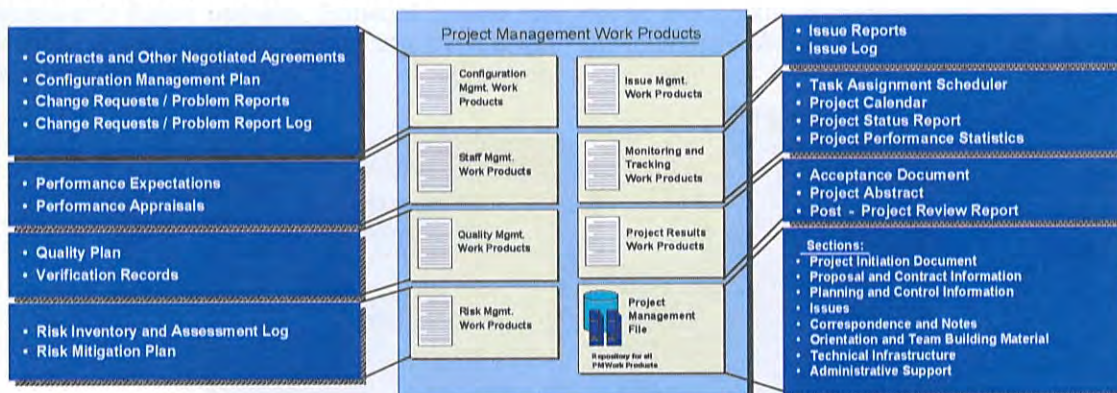 Project Management Work Products
• Contracts and Other Negotiated Agreements
• Configuration Management Plan
• Change Requests / Problem Reports
• Change Requests / Problem Report Log
• Performance Expectations
• Performance Appraisals
• Quality Plan
• Verification Records
• Risk Inventory and Assessment Log
• Risk Mitigation Plan
Configuration
Mgmt. Work
Products
Staff Mgmt.
Work Products
Quality Mgmt.
Work Products
Risk Mgmt.
Work Products
Issue Mgmt.
Work Products
Monitoring and
Tracking
Work Products
Project Results
Work Products
Project
Management
File
Repository for all
PMWork Products
• Issue Reports
• Issue Log
• Task Assignment Scheduler
• Project Calendar
• Project Status Report
• Project Performance Statistics
• Acceptance Document
• Project Abstract
• Post - Project Review Report
Sections:
• Project Initiation Document
• Proposal and Contract Information
• Planning and Control Information
• Issues
• Correspondence and Notes
• Orientation and Team Building Material
• Technical Infrastructure
• Administrative Support